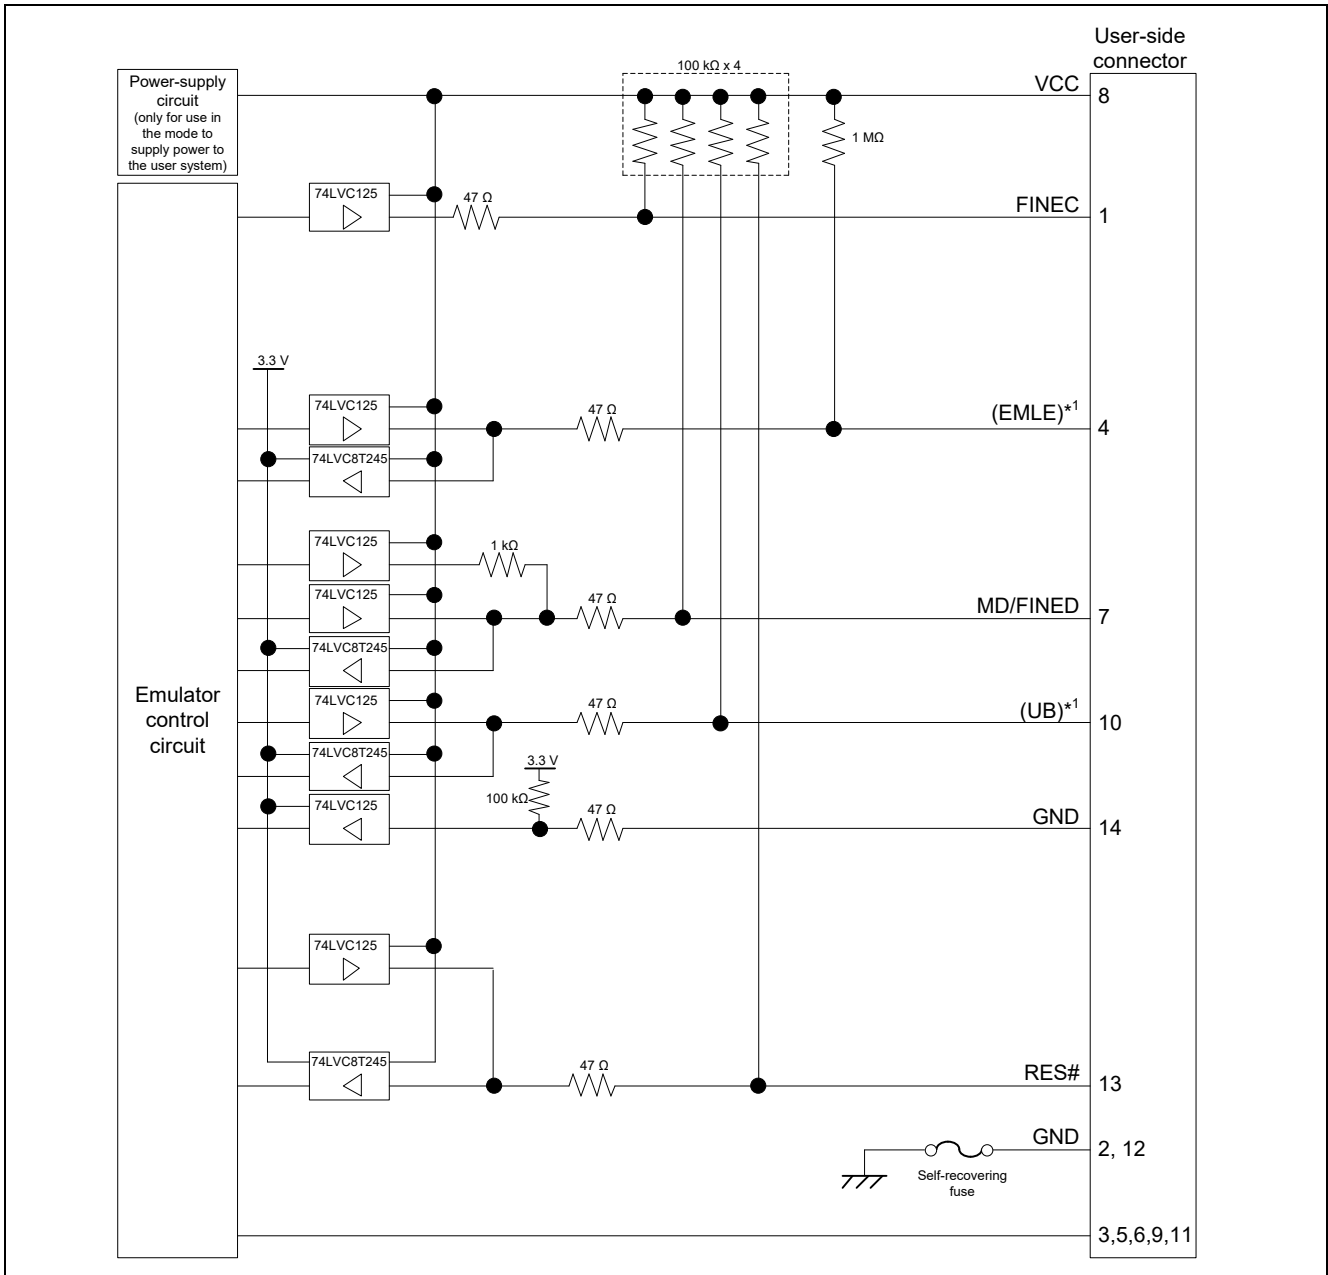 User-side
connector
Power-supply
circuit
(only for use in
the mode to
supply power to
the user system)
100 kΩ x 4
VCC
8
1 MΩ
74LVC125
47 Ω
FINEC
1
3.3 V
74LVC125
47 Ω
(EMLE)*1
4
74LVC8T245
74LVC125
1 kΩ
74LVC125
47 Ω
MD/FINED
7
74LVC8T245
Emulator
control
circuit
74LVC125
47 Ω
(UB)*1
10
74LVC8T245
3.3 V
100 kΩ
74LVC125
47 Ω
GND
14
74LVC125
74LVC8T245
47 Ω
RES#
13
GND
2, 12
Self-recovering
fuse
3,5,6,9,11